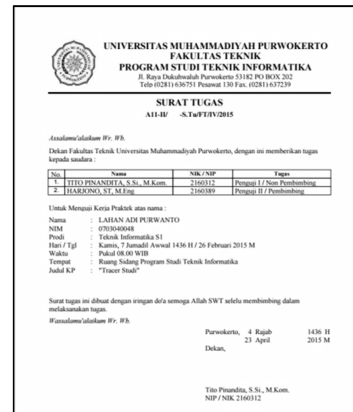 UNIVERSITAS MUHAMMADIYAH PURWOKERTO
FAKULTAS TEKNIK
PROGRAM STUDI TEKNIK INFORMATIKA
Jl. Raya Dukuhwaluh Purwokerto 53182 PO BOX 202
Telp (0281) 636751 Pesawat 130 Fax. (0281) 637239
SURAT TUGAS
A11-II/ -S.Tu/FT/IV/2015
Assalamu'alaikum Wr. Wb.
Dekan Fakultas Teknik Universitas Muhammadiyah Purwokerto, dengan ini memberikan tugas
kepada saudara :
No. Nama NIK / NIP Tugas
1. TITO PINANDITA, S.Si., M.Kom. 2160312 Penguji I / Non Pembimbing
2. HARJONO, ST, M.Eng 2160389 Penguji II / Pembimbing
Untuk Menguji Kerja Praktek atas nama :
Nama : LAHAN ADI PURWANTO
NIM : 0703040048
Prodi : Teknik Informatika S1
Hari / Tgl : Kamis, 7 Jumadil Awwal 1436 H / 26 Februari 2015 M
Waktu : Pukul 08.00 WIB
Tempat : Ruang Sidang Program Studi Teknik Informatika
Judul KP : "Tracer Studi"
Surat tugas ini dibuat dengan iringan do'a semoga Allah SWT selelu membimbing dalam
melaksanakan tugas.
Wassalamu'alaikum Wr. Wb.
Purwokerto, 4 Rajab 1436 H
23 April 2015 M
Dekan,
Tito Pinandita, S.Si., M.Kom.
NIP / NIK 2160312